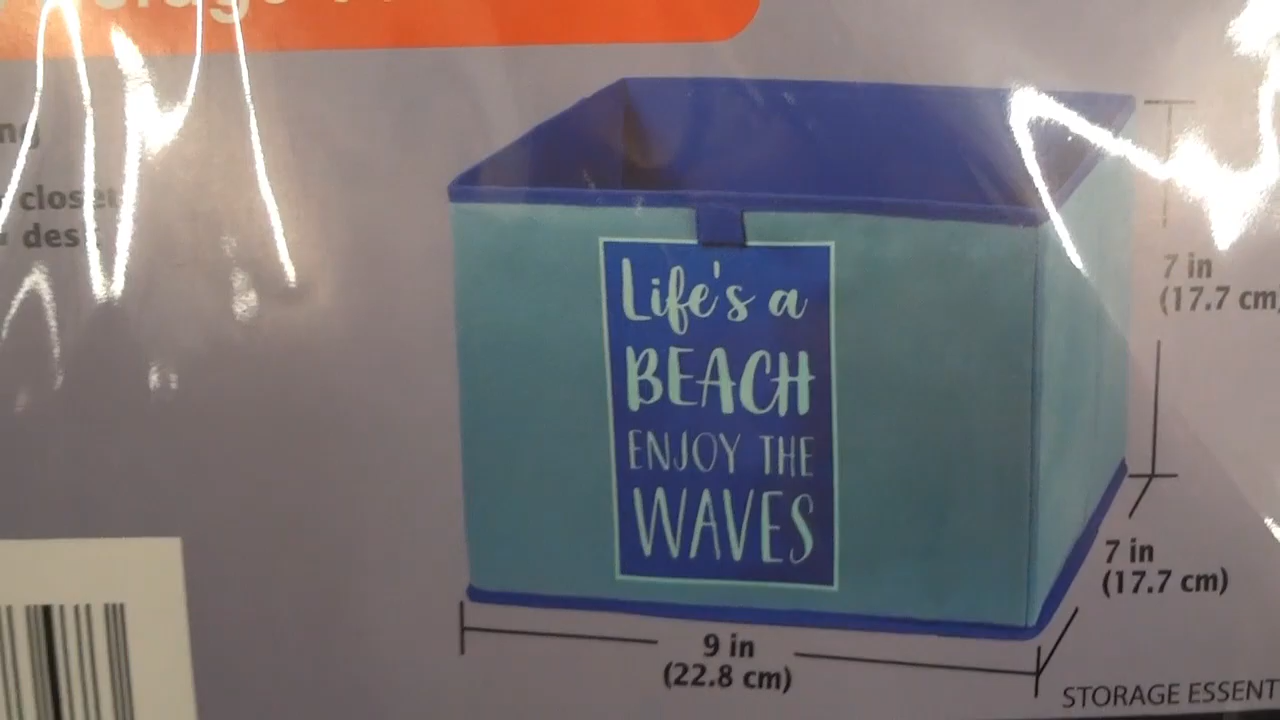 closet
Life's a
BEACH
ENJOY THE
WAVES
7 in
(17.7 cm)
7 in
(17.7 cm)
9 in
(22.8 cm)
STORAGE ESSENT